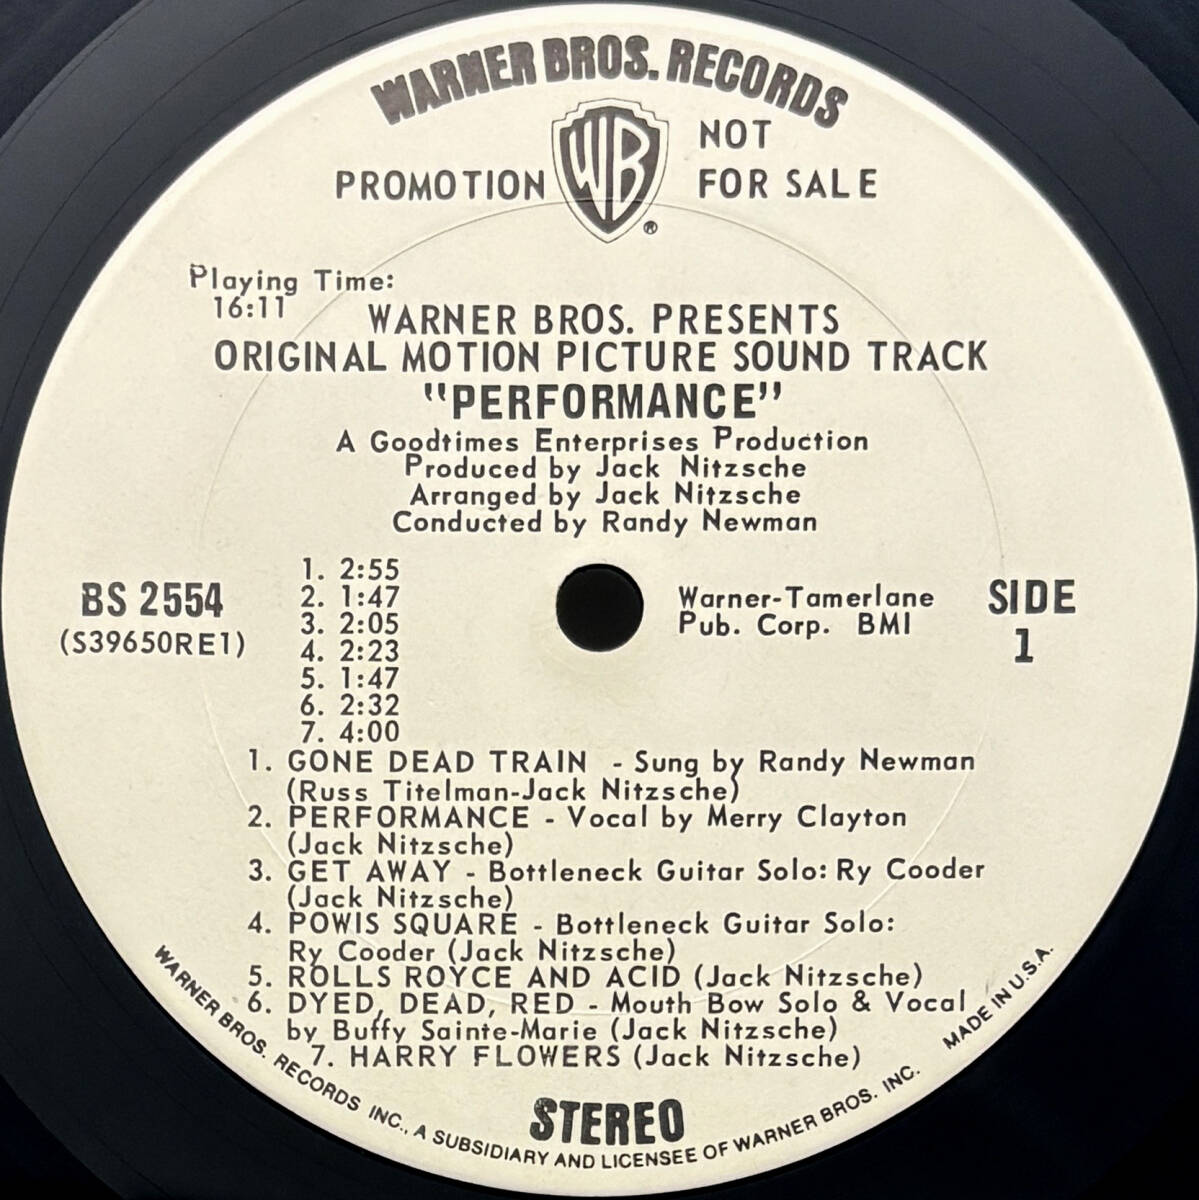 WARNER BROS. RECORDS
WB
®
PROMOTION
NOT
FOR SALE
Playing Time:
16:11
WARNER BROS. PRESENTS
ORIGINAL MOTION PICTURE SOUND TRACK
"PERFORMANCE"
A Goodtimes Enterprises Production
Produced by Jack Nitzsche
Arranged by Jack Nitzsche
Conducted by Randy Newman
BS 2554
(S39650RE1)
1. 2:55
2. 1:47
3. 2:05
4. 2:23
5. 1:47
6. 2:32
7. 4:00
Warner-Tamerlane
Pub. Corp. BMI
SIDE
1
1. GONE DEAD TRAIN - Sung by Randy Newman
(Russ Titelman-Jack Nitzsche)
2. PERFORMANCE - Vocal by Merry Clayton
(Jack Nitzsche)
3. GET AWAY - Bottleneck Guitar Solo: Ry Cooder
(Jack Nitzsche)
4. POWIS SQUARE - Bottleneck Guitar Solo:
Ry Cooder (Jack Nitzsche)
5. ROLLS ROYCE AND ACID (Jack Nitzsche)
6. DYED, DEAD, RED - Mouth Bow Solo & Vocal
by Buffy Sainte-Marie (Jack Nitzsche)
7. HARRY FLOWERS (Jack Nitzsche)
STEREO
WARNER BROS. RECORDS INC., A SUBSIDIARY AND LICENSEE OF WARNER BROS. INC. MADE IN U.S.A.